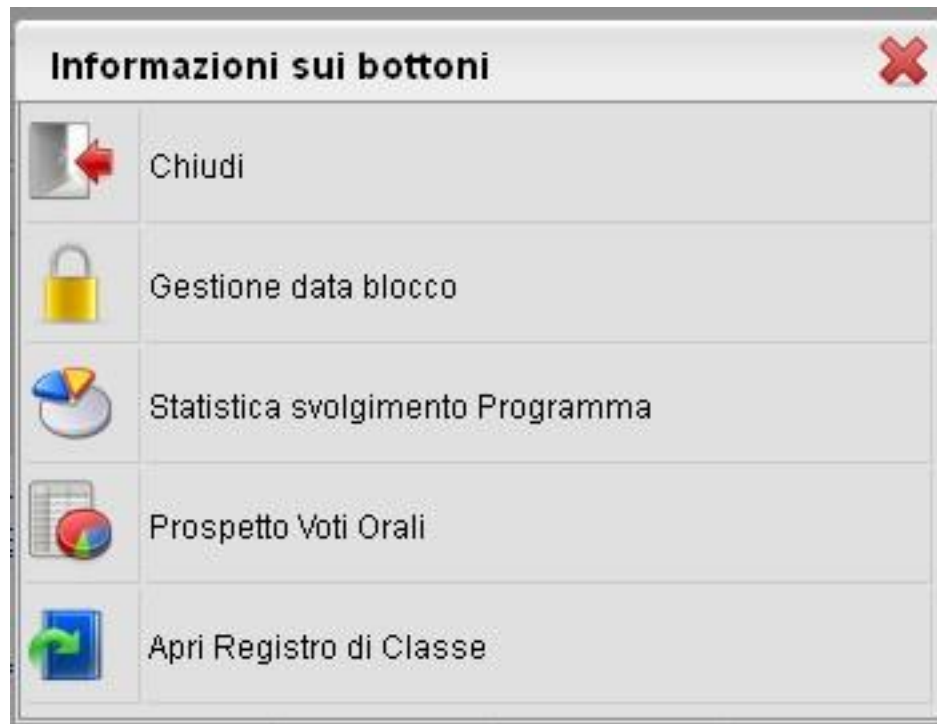 Informazioni sui bottoni
Chiudi
Gestione data blocco
Statistica svolgimento Programma
Prospetto Voti Orali
Apri Registro di Classe